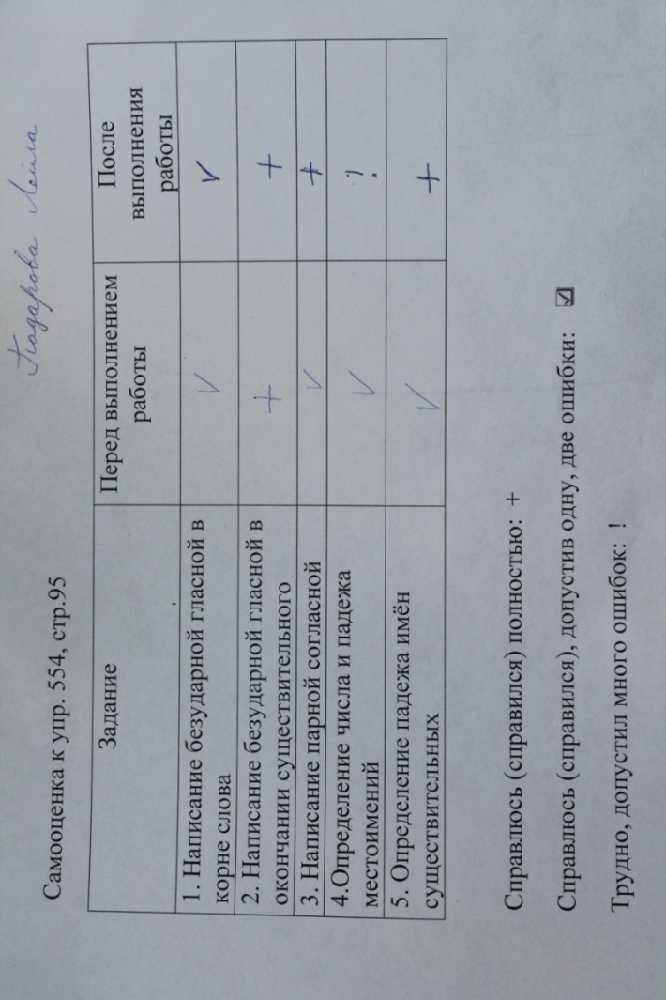 Тодарова Лейла
Самооценка к упр. 554, стр.95
Задание
Перед выполнением
работы
После
выполнения
работы
1. Написание безударной гласной в
корне слова
V
V
2. Написание безударной гласной в
окончании существительного
+
+
3. Написание парной согласной
V
+
4.Определение числа и падежа
местоимений
V
!
5. Определение падежа имён
существительных
V
+
Справлюсь (справился) полностью: +
Справлюсь (справился), допустив одну, две ошибки: ☑
Трудно, допустил много ошибок: !